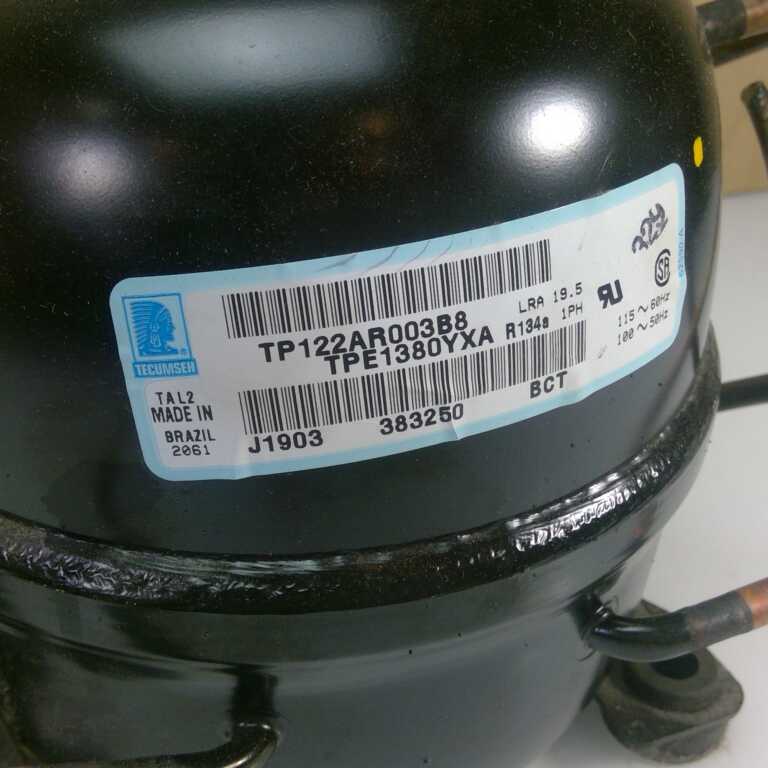 TECUMSEH
TP122AR003B8
TPE1380YXA
LRA 19.5
R134a 1PH
115~60Hz
100~50Hz
TAL2
MADE IN
BRAZIL
2061
J1903 383250 BCT